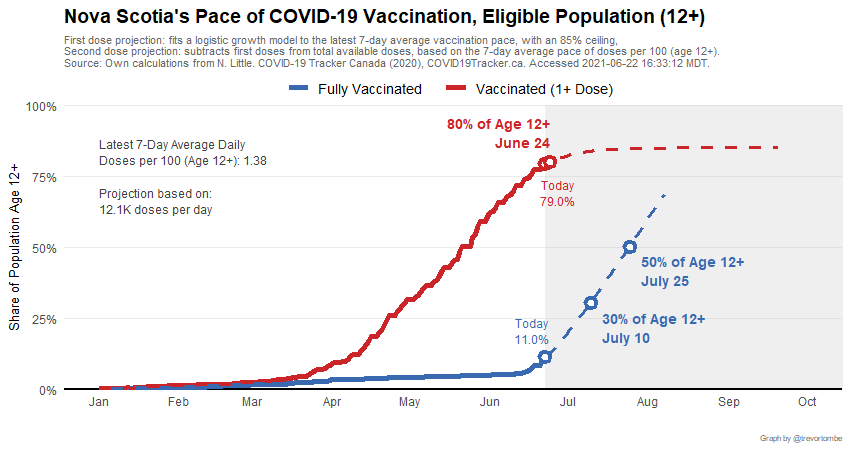 Nova Scotia's Pace of COVID-19 Vaccination, Eligible Population (12+)
First dose projection: fits a logistic growth model to the latest 7-day average vaccination pace, with an 85% ceiling,
Second dose projection: subtracts first doses from total available doses, based on the 7-day average pace of doses per 100 (age 12+).
Source: Own calculations from N. Little. COVID-19 Tracker Canada (2020), COVID19Tracker.ca. Accessed 2021-06-22 16:33:12 MDT.
Fully Vaccinated
Vaccinated (1+ Dose)
100%
75%
50%
25%
0%
Share of Population Age 12+
Latest 7-Day Average Daily
Doses per 100 (Age 12+): 1.38
Projection based on:
12.1K doses per day
80% of Age 12+
June 24
Today
79.0%
50% of Age 12+
July 25
30% of Age 12+
July 10
Today
11.0%
Jan
Feb
Mar
Apr
May
Jun
Jul
Aug
Sep
Oct
Graph by @trevortombe